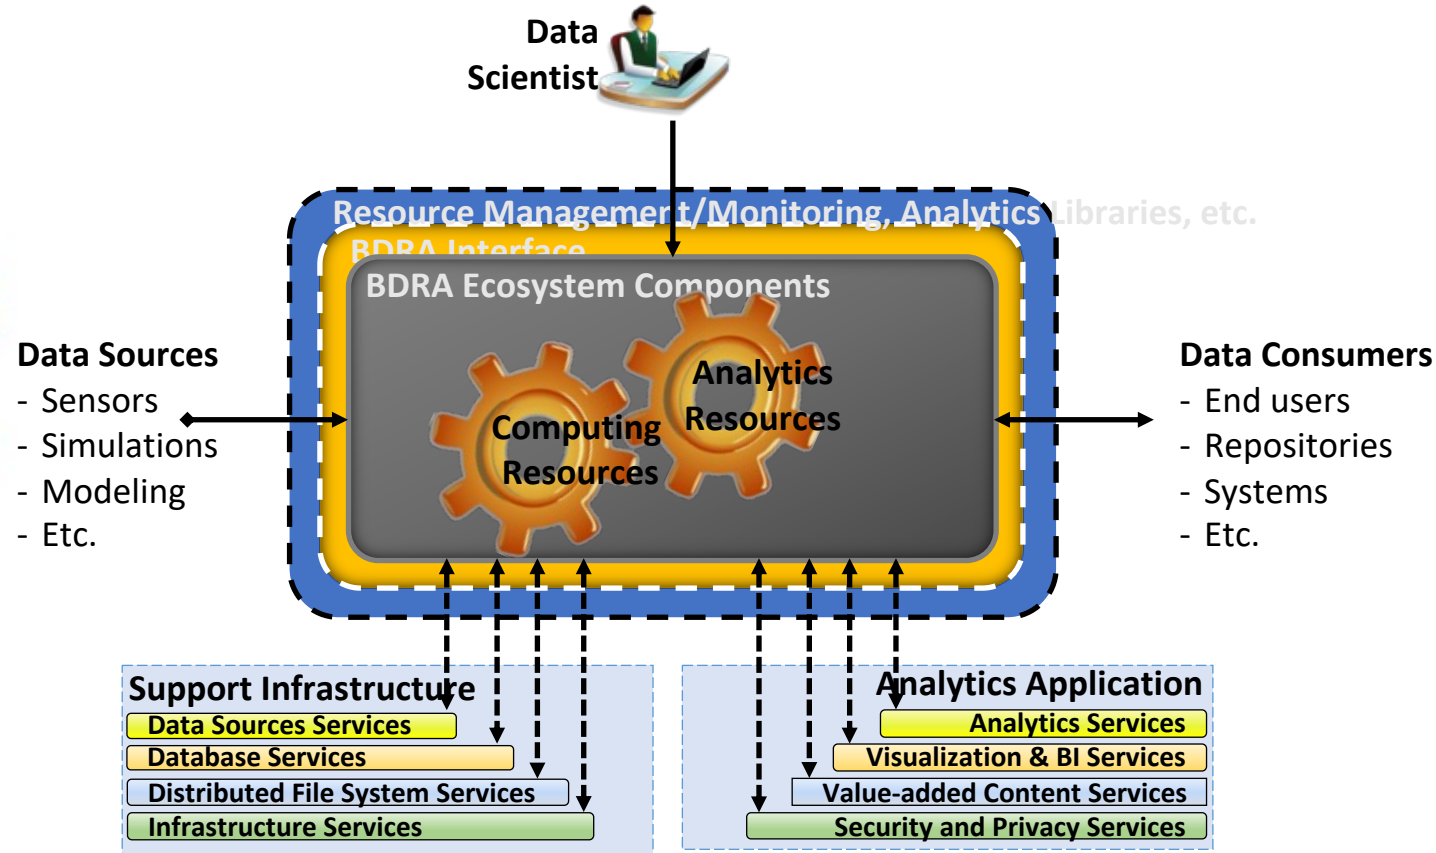 Data
Scientist
Resource Management/Monitoring, Analytics Libraries, etc.
BDRA Interface
BDRA Ecosystem Components
Analytics
Resources
Computing
Resources
Data Sources
- Sensors
- Simulations
- Modeling
- Etc.
Data Consumers
- End users
- Repositories
- Systems
- Etc.
Support Infrastructure
Data Sources Services
Database Services
Distributed File System Services
Infrastructure Services
Analytics Application
Analytics Services
Visualization & BI Services
Value-added Content Services
Security and Privacy Services